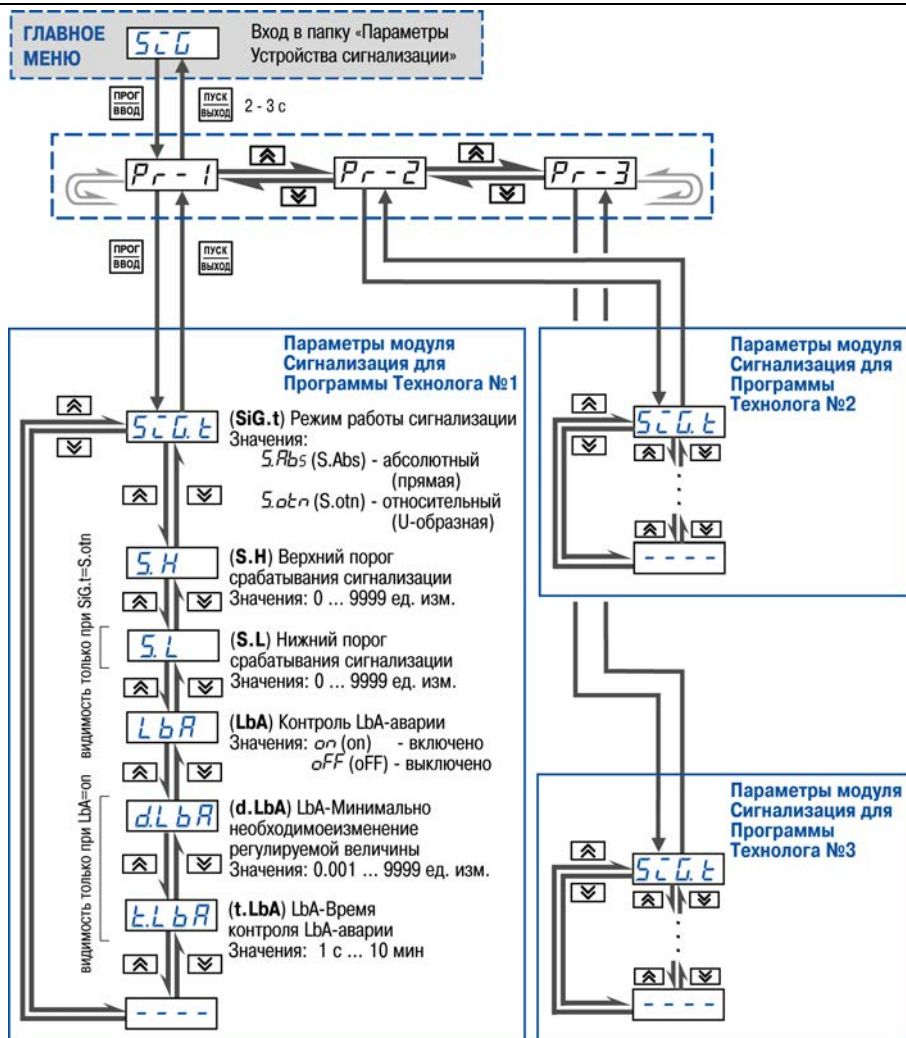 ГЛАВНОЕ
МЕНЮ
SiG
Вход в папку «Параметры
Устройства сигнализации»
ПРОГ
ВВОД
ПУСК
ВЫХОД
2 - 3 с
Pr - 1
Pr - 2
Pr - 3
ПРОГ
ВВОД
ПУСК
ВЫХОД
Параметры модуля
Сигнализация для
Программы Технолога №1
SiG.t
(SiG.t) Режим работы сигнализации
Значения:
S.Abs (S.Abs) - абсолютный
(прямая)
S.otn (S.otn) - относительный
(U-образная)
видимость только при SiG.t=S.otn
S.H
(S.H) Верхний порог
срабатывания сигнализации
Значения: 0 ... 9999 ед. изм.
S.L
(S.L) Нижний порог
срабатывания сигнализации
Значения: 0 ... 9999 ед. изм.
LbA
(LbA) Контроль LbA-аварии
Значения: on (on) - включено
oFF (oFF) - выключено
видимость только при LbA=on
d.LbA
(d.LbA) LbA-Минимально
необходимоеизменение
регулируемой величины
Значения: 0.001 ... 9999 ед. изм.
t.LbA
(t.LbA) LbA-Время
контроля LbA-аварии
Значения: 1 с ... 10 мин
- - - -
Параметры модуля
Сигнализация для
Программы
Технолога №2
SiG.t
- - - -
Параметры модуля
Сигнализация для
Программы
Технолога №3
SiG.t
- - - -